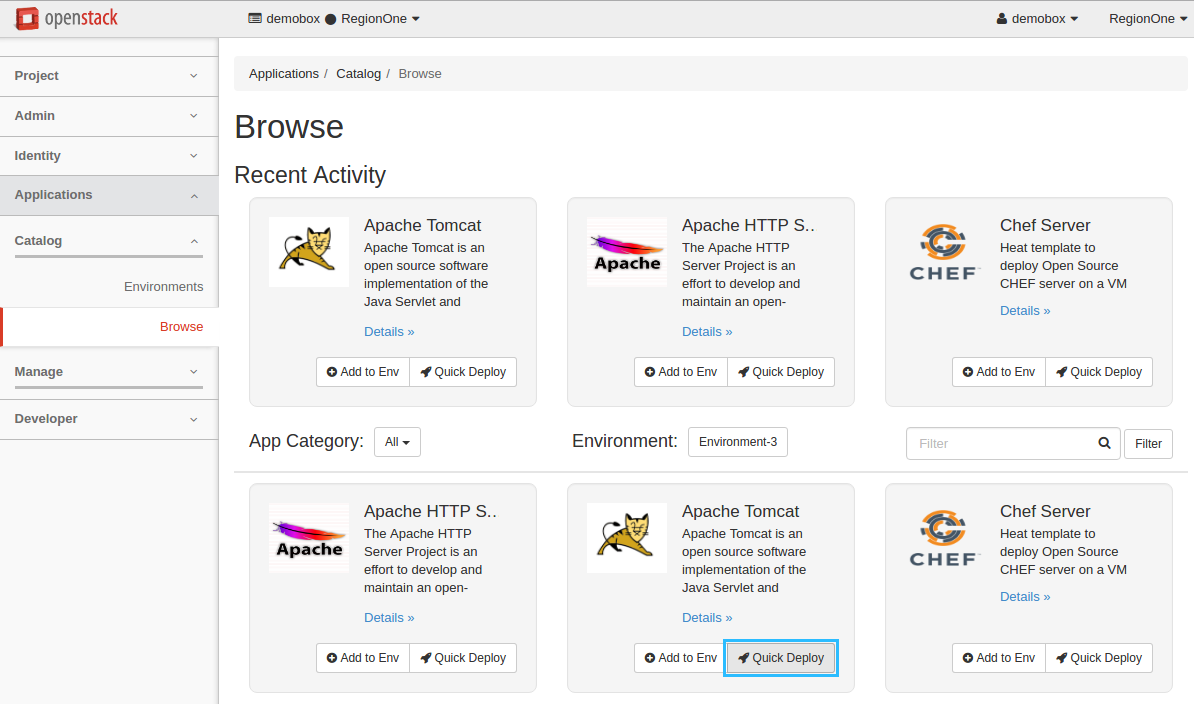 openstack
demobox RegionOne
demobox
RegionOne
Project
Admin
Identity
Applications
Catalog
Environments
Browse
Manage
Developer
Applications / Catalog / Browse
Browse
Recent Activity
Apache Tomcat
Apache Tomcat is an
open source software
implementation of the
Java Servlet and
Details »
Add to Env
Quick Deploy
Apache
Apache HTTP S..
The Apache HTTP
Server Project is an
effort to develop and
maintain an open-
Details »
Add to Env
Quick Deploy
CHEF
Chef Server
Heat template to
deploy Open Source
CHEF server on a VM
Details »
Add to Env
Quick Deploy
App Category:
All
Environment:
Environment-3
Filter
Filter
Apache
Apache HTTP S..
The Apache HTTP
Server Project is an
effort to develop and
maintain an open-
Details »
Add to Env
Quick Deploy
Apache Tomcat
Apache Tomcat is an
open source software
implementation of the
Java Servlet and
Details »
Add to Env
Quick Deploy
CHEF
Chef Server
Heat template to
deploy Open Source
CHEF server on a VM
Details »
Add to Env
Quick Deploy